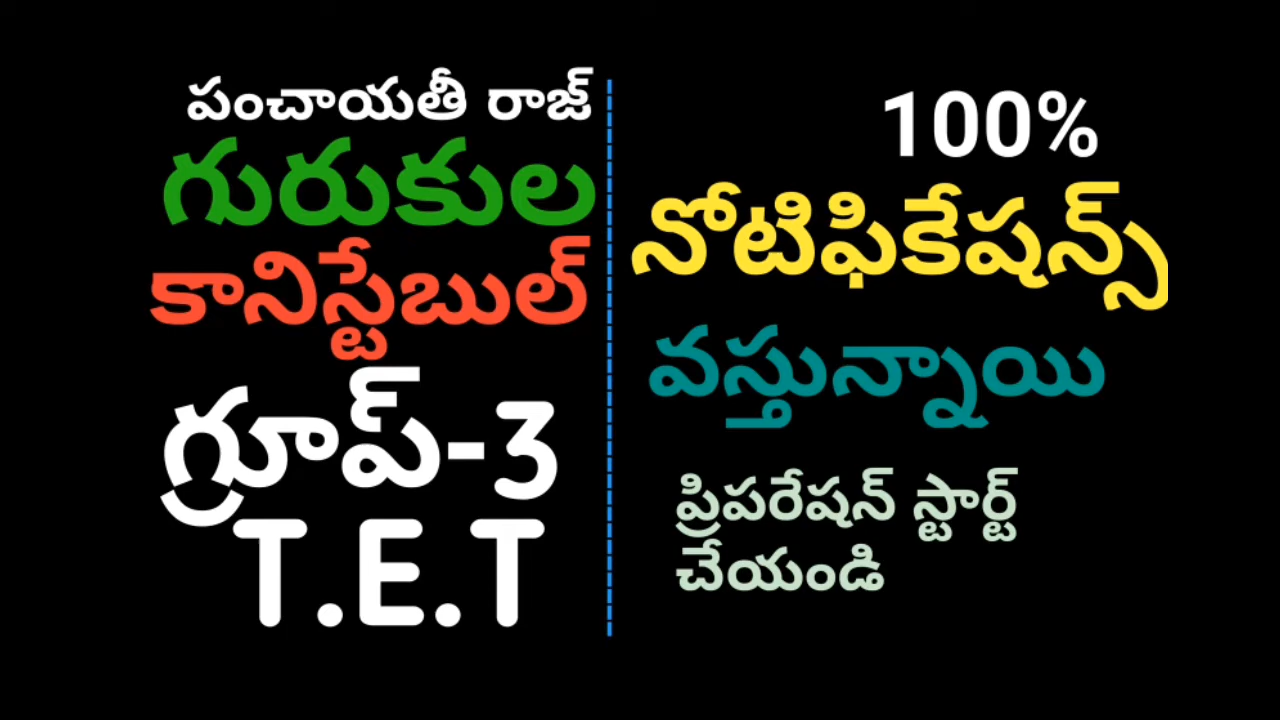 పంచాయతీ రాజ్
గురుకుల
కానిస్టేబుల్
గ్రూప్-3
T.E.T
100%
నోటిఫికేషన్స్
వస్తున్నాయి
ప్రిపరేషన్ స్టార్ట్
చేయండి